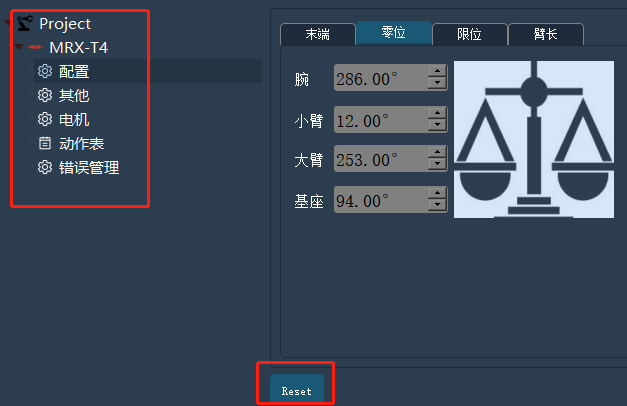 Project
MRX-T4
配置
其他
电机
动作表
错误管理
末端 零位 限位 臂长
腕 286.00°
小臂 12.00°
大臂 253.00°
基座 94.00°
Reset